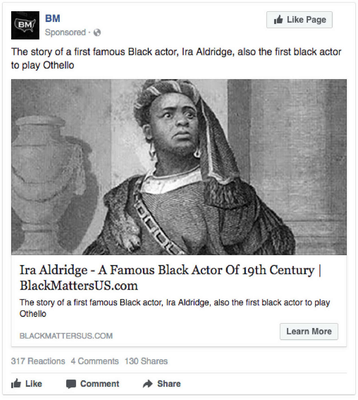 BM
BM
Like Page
Sponsored ·
The story of a first famous Black actor, Ira Aldridge, also the first black actor
to play Othello
Ira Aldridge - A Famous Black Actor Of 19th Century |
BlackMattersUS.com
The story of a first famous Black actor, Ira Aldridge, also the first black actor to play
Othello
BLACKMATTERSUS.COM
Learn More
317 Reactions 4 Comments 130 Shares
Like Comment Share